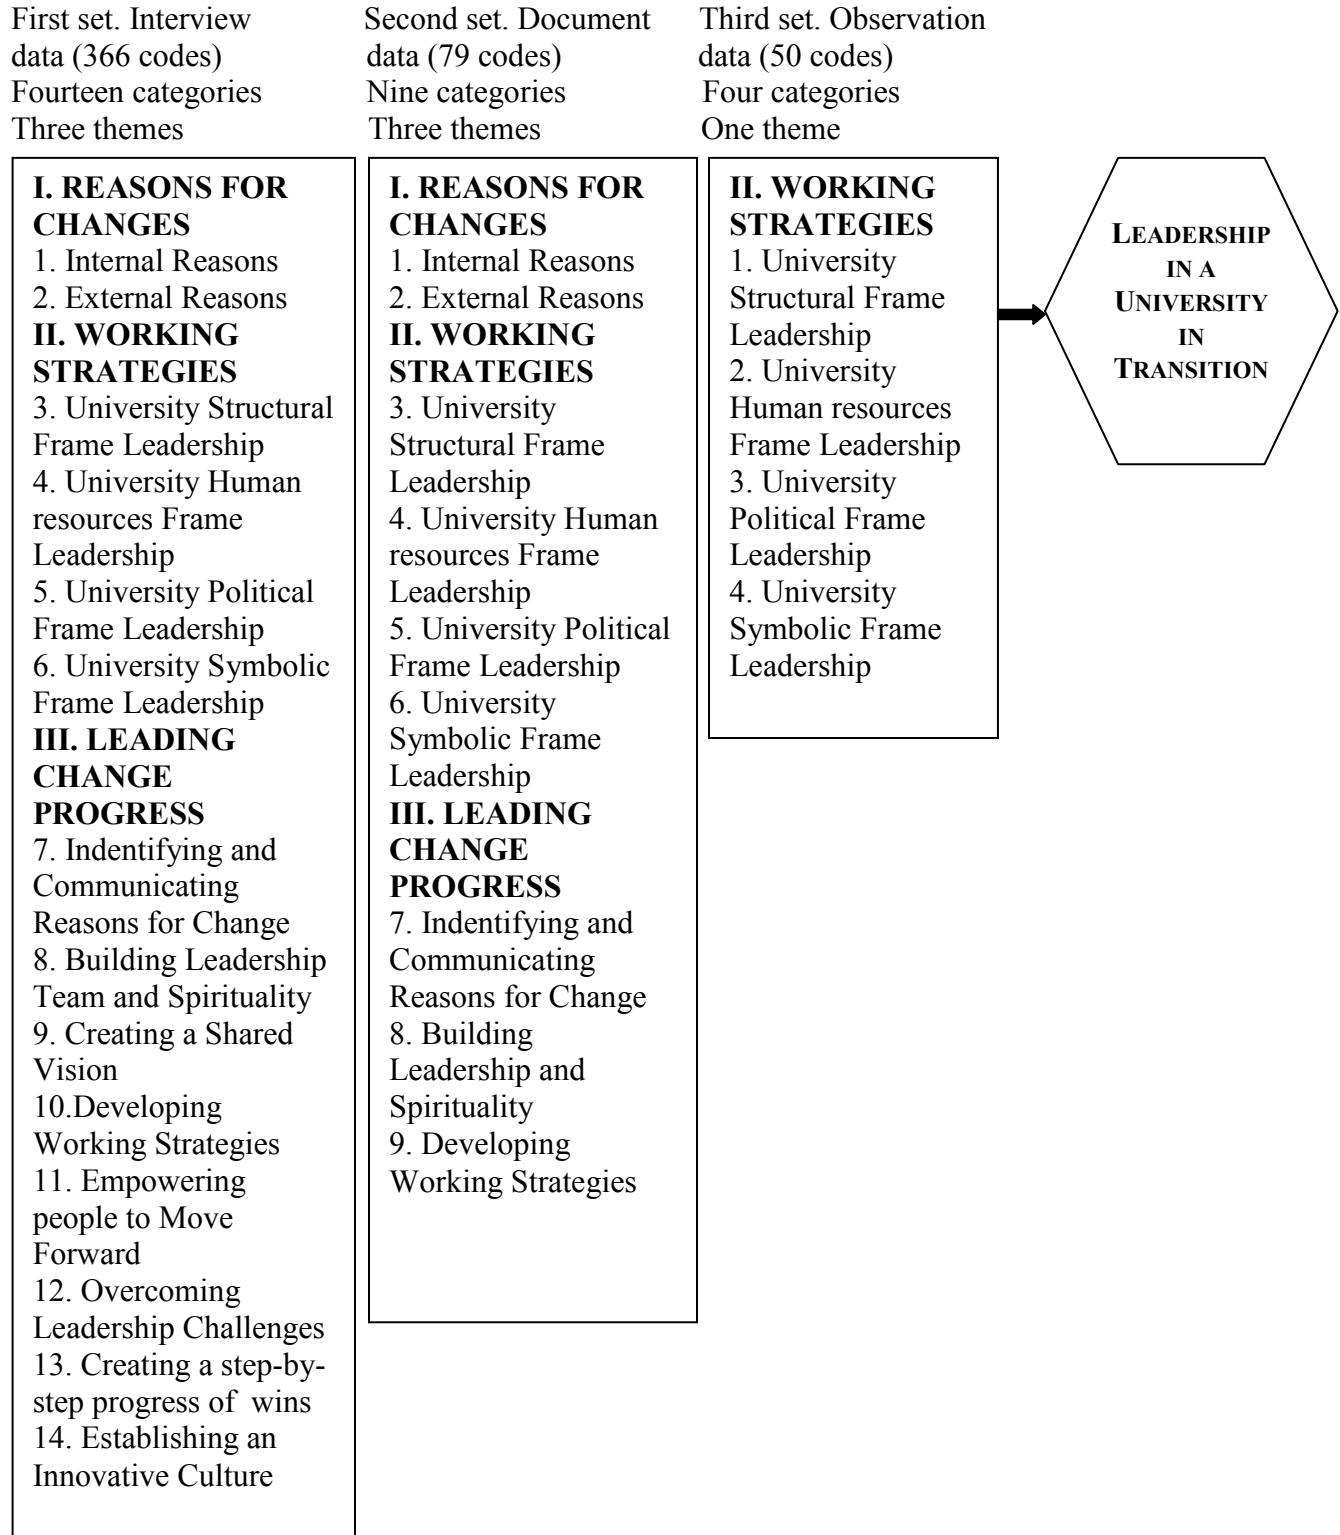 First set. Interview
data (366 codes)
Fourteen categories
Three themes
Second set. Document
data (79 codes)
Nine categories
Three themes
Third set. Observation
data (50 codes)
Four categories
One theme
I. REASONS FOR
CHANGES
1. Internal Reasons
2. External Reasons
II. WORKING
STRATEGIES
3. University Structural
Frame Leadership
4. University Human
resources Frame
Leadership
5. University Political
Frame Leadership
6. University Symbolic
Frame Leadership
III. LEADING
CHANGE
PROGRESS
7. Indentifying and
Communicating
Reasons for Change
8. Building Leadership
Team and Spirituality
9. Creating a Shared
Vision
10.Developing
Working Strategies
11. Empowering
people to Move
Forward
12. Overcoming
Leadership Challenges
13. Creating a step-by-
step progress of wins
14. Establishing an
Innovative Culture
I. REASONS FOR
CHANGES
1. Internal Reasons
2. External Reasons
II. WORKING
STRATEGIES
3. University
Structural Frame
Leadership
4. University Human
resources Frame
Leadership
5. University Political
Frame Leadership
6. University
Symbolic Frame
Leadership
III. LEADING
CHANGE
PROGRESS
7. Indentifying and
Communicating
Reasons for Change
8. Building
Leadership and
Spirituality
9. Developing
Working Strategies
II. WORKING
STRATEGIES
1. University
Structural Frame
Leadership
2. University
Human resources
Frame Leadership
3. University
Political Frame
Leadership
4. University
Symbolic Frame
Leadership
LEADERSHIP
IN A
UNIVERSITY
IN
TRANSITION